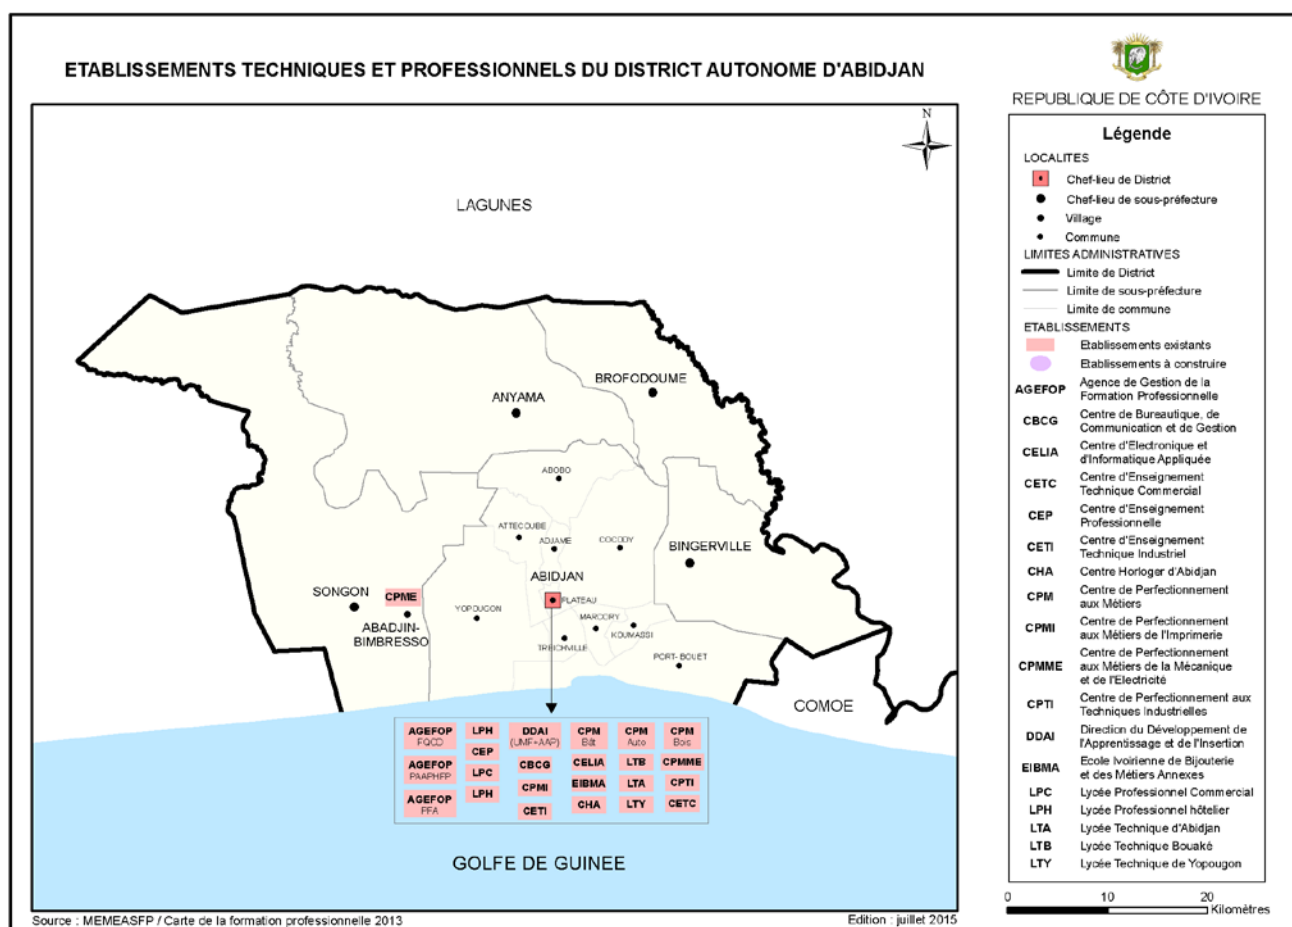 ETABLISSEMENTS TECHNIQUES ET PROFESSIONNELS DU DISTRICT AUTONOME D'ABIDJAN
REPUBLIQUE DE CÔTE D'IVOIRE
N
LAGUNES
BROFODOUME
ANYAMA
ABOBO
ATTECOUBE
ADJAME
COCODY
BINGERVILLE
ABIDJAN
SONGON
CPME
PLATEAU
YOPOUGON
ABADJIN-
BIMBRESSO
MARCORY
KOUMASSI
TREICHVILLE
PORT-BOUET
COMOE
AGEFOP
FQCD
LPH
DDAI
(UMF+AAP)
CPM
Bât
CPM
Auto
CPM
Bois
CEP
AGEFOP
PAAPHFP
CBCG
CELIA
LTB
CPMME
LPC
CPMI
EIBMA
LTA
CPTI
LPH
AGEFOP
PFA
CETI
CHA
LTY
CETC
GOLFE DE GUINEE
Source : MEMEASFP / Carte de la formation professionnelle 2013
Edition : juillet 2015
Légende
LOCALITES
Chef-lieu de District
Chef-lieu de sous-préfecture
Village
Commune
LIMITES ADMINISTRATIVES
Limite de District
Limite de sous-préfecture
Limite de commune
ETABLISSEMENTS
Etablissements existants
Etablissements à construire
AGEFOP Agence de Gestion de la
Formation Professionnelle
CBCG Centre de Bureautique, de
Communication et de Gestion
CELIA Centre d'Electronique et
d'Informatique Appliquée
CETC Centre d'Enseignement
Technique Commercial
CEP Centre d'Enseignement
Professionnelle
CETI Centre d'Enseignement
Technique Industriel
CHA Centre Horloger d'Abidjan
CPM Centre de Perfectionnement
aux Métiers
CPMI Centre de Perfectionnement
aux Métiers de l'Imprimerie
CPMME Centre de Perfectionnement
aux Métiers de la Mécanique
et de l'Electricité
CPTI Centre de Perfectionnement aux
Techniques Industrielles
DDAI Direction du Développement de
l'Apprentissage et de l'Insertion
EIBMA Ecole Ivoirienne de Bijouterie
et des Métiers Annexes
LPC Lycée Professionnel Commercial
LPH Lycée Professionnel hôtelier
LTA Lycée Technique d'Abidjan
LTB Lycée Technique Bouaké
LTY Lycée Technique de Yopougon
0 10 20
Kilomètres